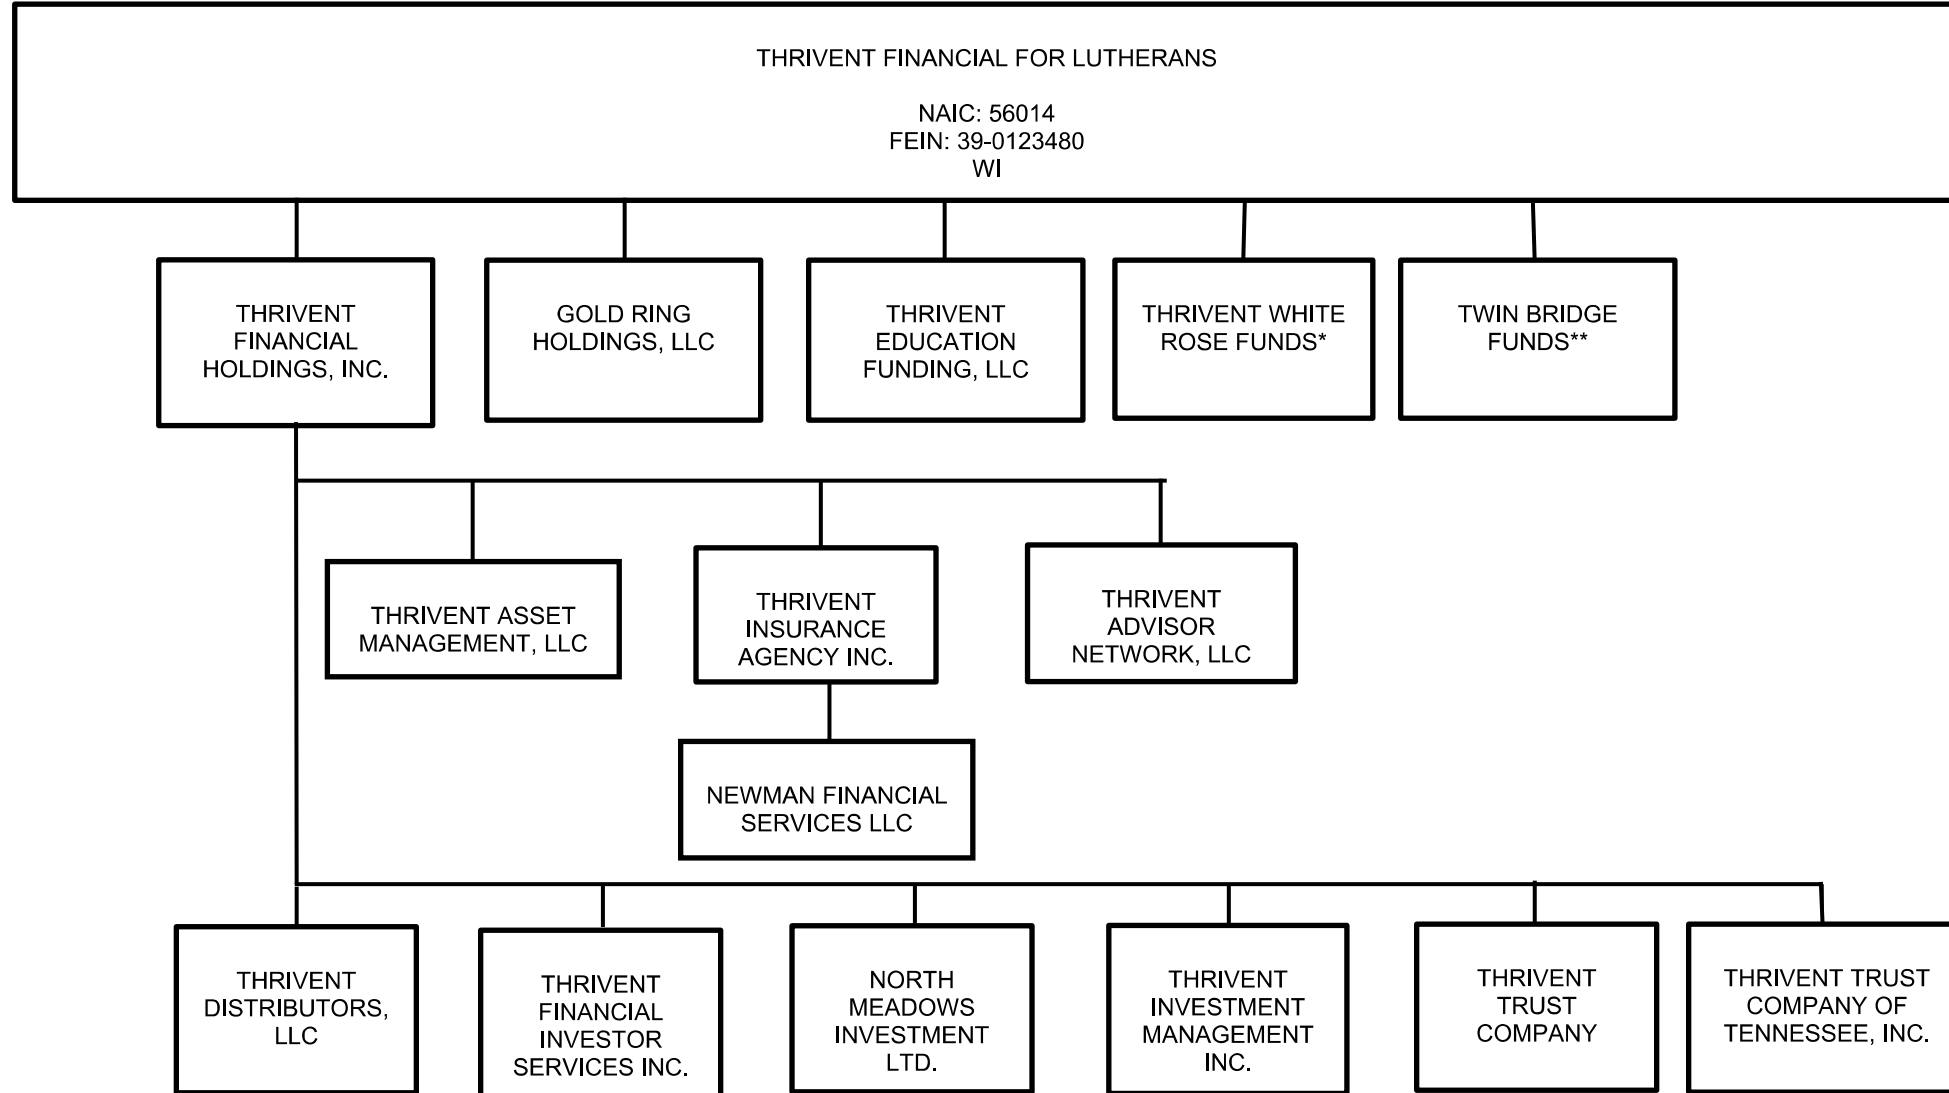 THRIVENT FINANCIAL FOR LUTHERANS
NAIC: 56014
FEIN: 39-0123480
WI
THRIVENT
FINANCIAL
HOLDINGS, INC.
GOLD RING
HOLDINGS, LLC
THRIVENT
EDUCATION
FUNDING, LLC
THRIVENT WHITE
ROSE FUNDS*
TWIN BRIDGE
FUNDS**
THRIVENT ASSET
MANAGEMENT, LLC
THRIVENT
INSURANCE
AGENCY INC.
THRIVENT
ADVISOR
NETWORK, LLC
NEWMAN FINANCIAL
SERVICES LLC
THRIVENT
DISTRIBUTORS,
LLC
THRIVENT
FINANCIAL
INVESTOR
SERVICES INC.
NORTH
MEADOWS
INVESTMENT
LTD.
THRIVENT
INVESTMENT
MANAGEMENT
INC.
THRIVENT
TRUST
COMPANY
THRIVENT TRUST
COMPANY OF
TENNESSEE, INC.